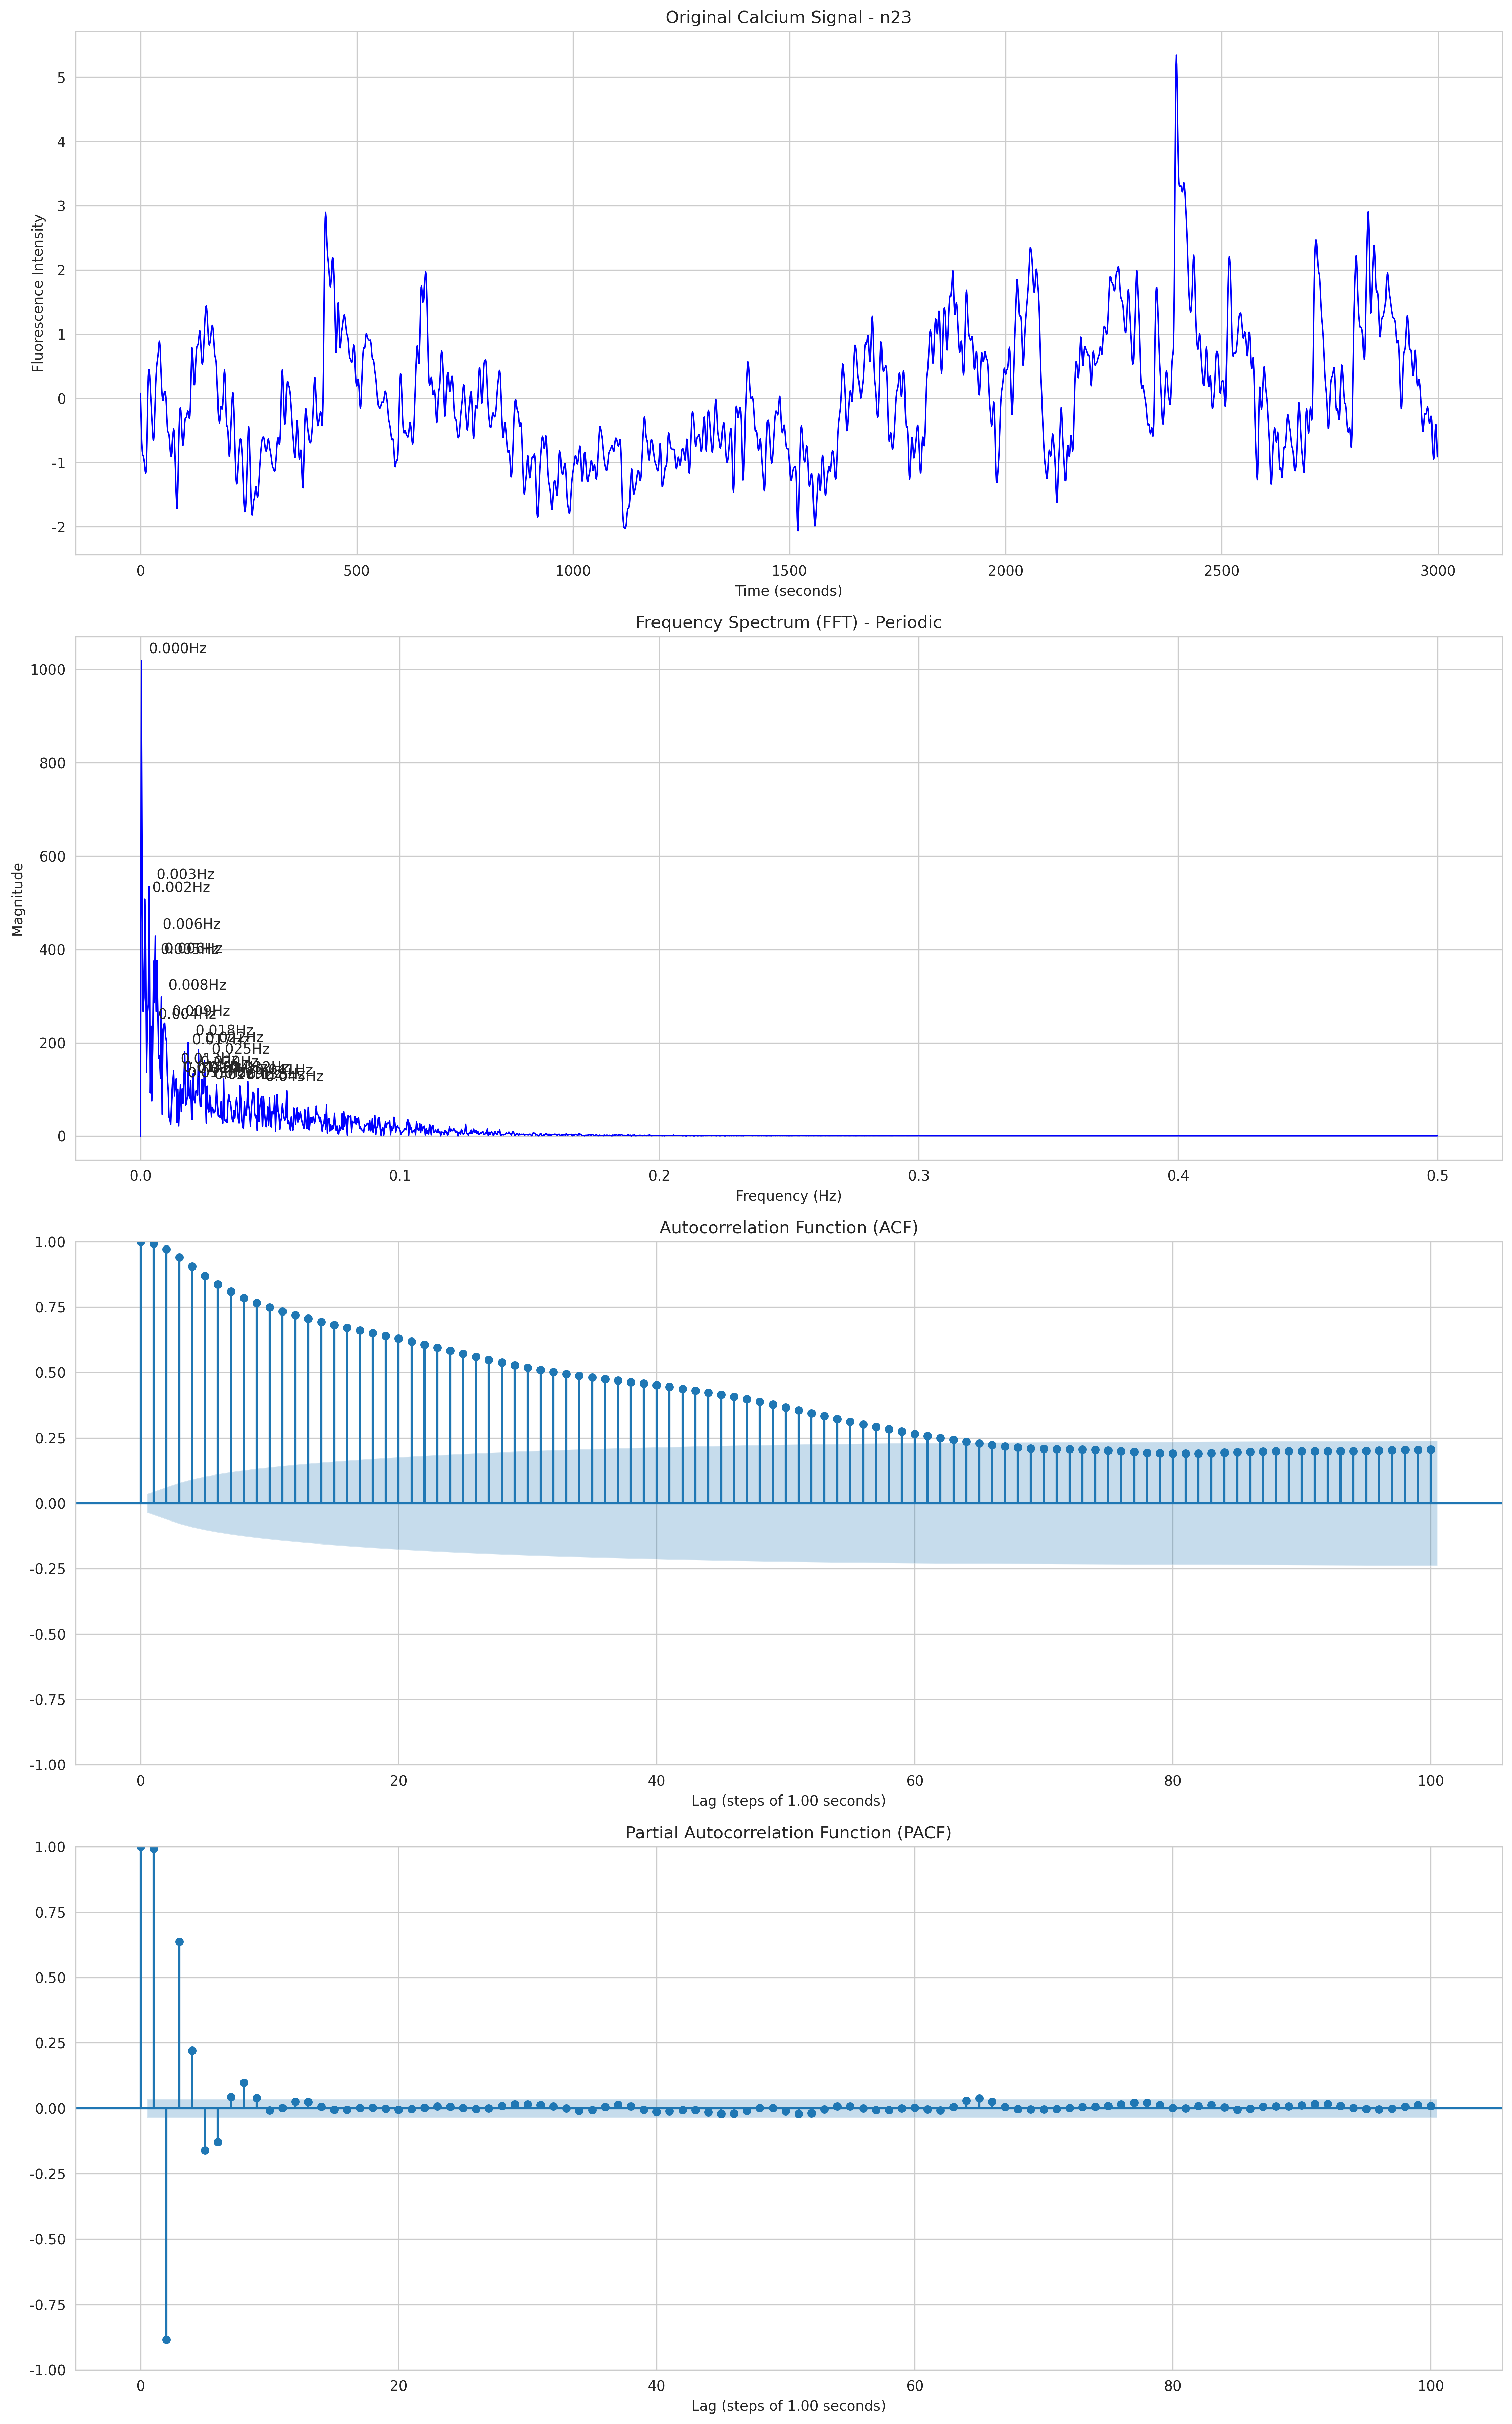 Original Calcium Signal - n23
Fluorescence Intensity
5
4
3
2
1
0
-1
-2
0 500 1000 1500 2000 2500 3000
Time (seconds)
Frequency Spectrum (FFT) - Periodic
Magnitude
1000
800
600
400
200
0
0.000Hz
0.003Hz
0.002Hz
0.006Hz
0.008Hz
0.004Hz
0.009Hz
0.018Hz
0.025Hz
0.0 0.1 0.2 0.3 0.4 0.5
Frequency (Hz)
Autocorrelation Function (ACF)
1.00
0.75
0.50
0.25
0.00
-0.25
-0.50
-0.75
-1.00
0 20 40 60 80 100
Lag (steps of 1.00 seconds)
Partial Autocorrelation Function (PACF)
1.00
0.75
0.50
0.25
0.00
-0.25
-0.50
-0.75
-1.00
0 20 40 60 80 100
Lag (steps of 1.00 seconds)